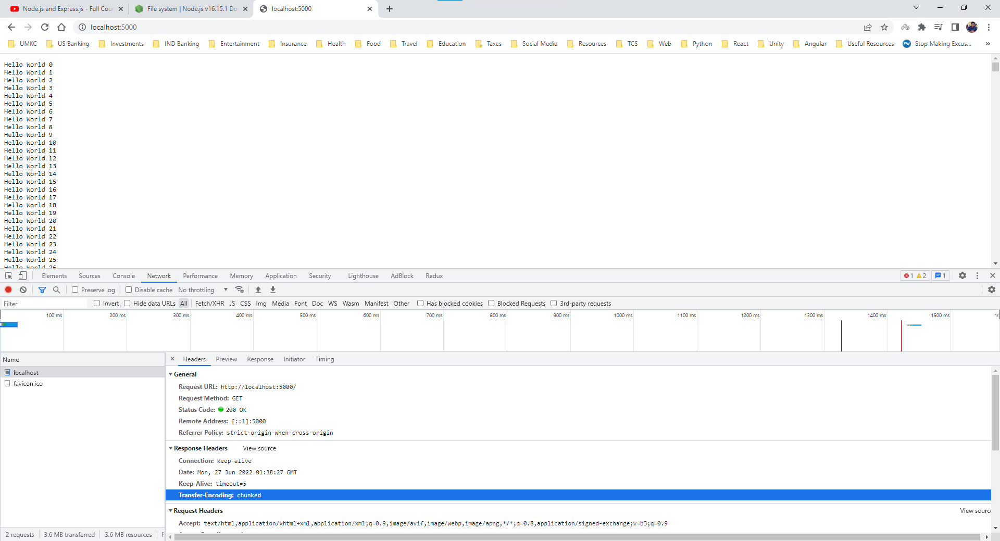 Node.js and Express.js - Full Cour
File system | Node.js v16.15.1 Do
localhost:5000
localhost:5000
UMKC US Banking Investments IND Banking Entertainment Insurance Health Food Travel Education Taxes Social Media Resources TCS Web Python React Unity Angular Useful Resources FW Stop Making Excus... »
Hello World 0
Hello World 1
Hello World 2
Hello World 3
Hello World 4
Hello World 5
Hello World 6
Hello World 7
Hello World 8
Hello World 9
Hello World 10
Hello World 11
Hello World 12
Hello World 13
Hello World 14
Hello World 15
Hello World 16
Hello World 17
Hello World 18
Hello World 19
Hello World 20
Hello World 21
Hello World 22
Hello World 23
Hello World 24
Hello World 25
Hello World 26
Elements Sources Console Network Performance Memory Application Security Lighthouse AdBlock Redux 1 2 1
Preserve log Disable cache No throttling
Filter Invert Hide data URLs All Fetch/XHR JS CSS Img Media Font Doc WS Wasm Manifest Other Has blocked cookies Blocked Requests 3rd-party requests
100 ms 200 ms 300 ms 400 ms 500 ms 600 ms 700 ms 800 ms 900 ms 1000 ms 1100 ms 1200 ms 1300 ms 1400 ms 1500 ms
Name
localhost
favicon.ico
Headers Preview Response Initiator Timing
General
Request URL: http://localhost:5000/
Request Method: GET
Status Code: 200 OK
Remote Address: [::1]:5000
Referrer Policy: strict-origin-when-cross-origin
Response Headers View source
Connection: keep-alive
Date: Mon, 27 Jun 2022 01:38:27 GMT
Keep-Alive: timeout=5
Transfer-Encoding: chunked
Request Headers View source
Accept: text/html,application/xhtml+xml,application/xml;q=0.9,image/avif,image/webp,image/apng,*/*;q=0.8,application/signed-exchange;v=b3;q=0.9
2 requests 3.6 MB transferred 3.6 MB resources